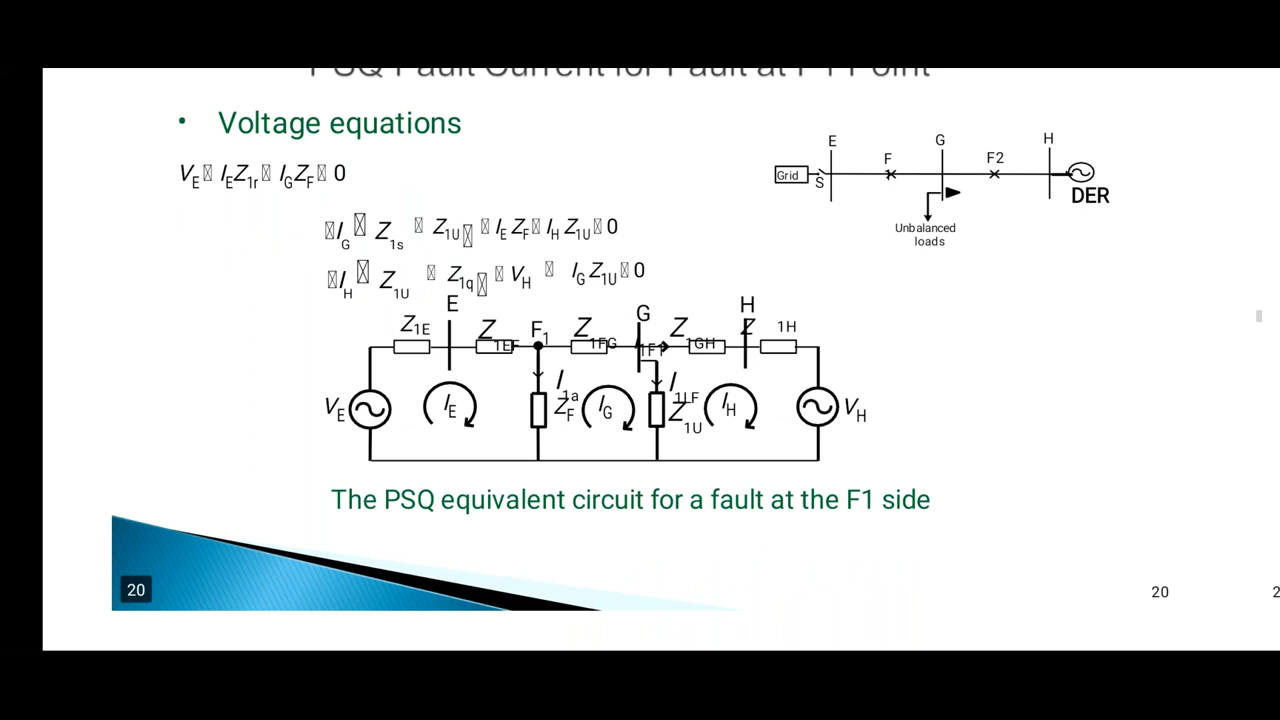 PSQ Fault Current for Fault at F1 Point
• Voltage equations
V_E □ I_E Z_1r □ I_G Z_F □ 0
□I_G □ Z_1s □ Z_1U □ □ I_E Z_F □ I_H Z_1U □ 0
□I_H □ Z_1U □ Z_1q □ □ V_H □ I_G Z_1U □ 0
E G H
F F2
Grid S
DER
Unbalanced
loads
E G H
Z_1E Z_1EF F_1 Z_1FG I_1F1 Z_1GH Z 1H
I_1a I_1LF
V_E I_E Z_F I_G Z_1U I_H V_H
The PSQ equivalent circuit for a fault at the F1 side
20
20
2